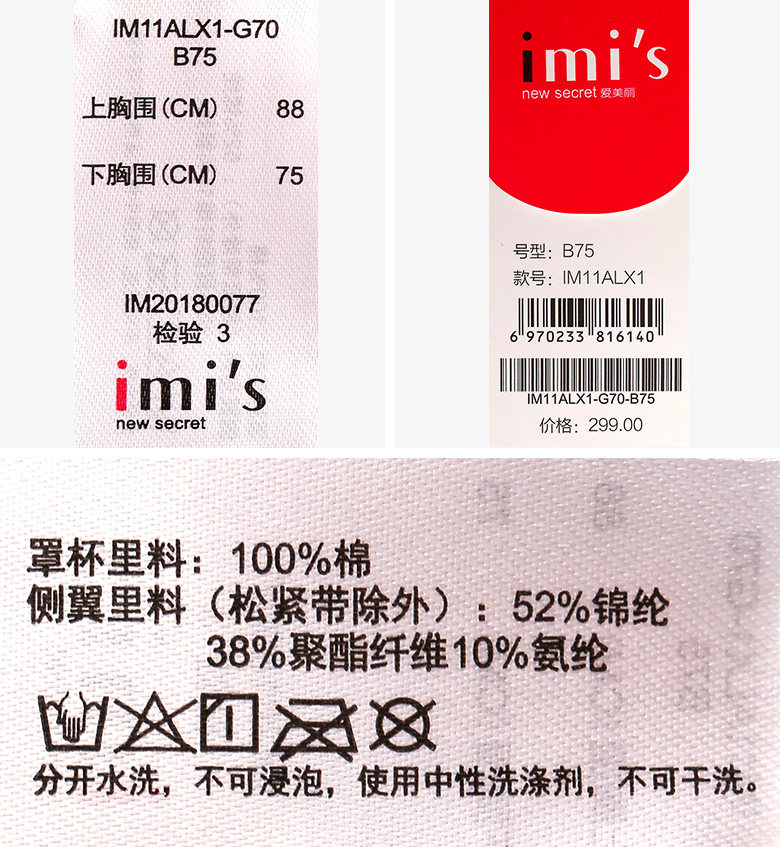 IM11ALX1-G70
B75
上胸围(CM) 88
下胸围(CM) 75
IM20180077
检验 3
imi's
new secret
imi's
new secret 爱美丽
号型: B75
款号: IM11ALX1
6 970233 816140
IM11ALX1-G70-B75
价格: 299.00
罩杯里料：100%棉
侧翼里料（松紧带除外）：52%锦纶
38%聚酯纤维10%氨纶
分开水洗，不可浸泡，使用中性洗涤剂，不可干洗。